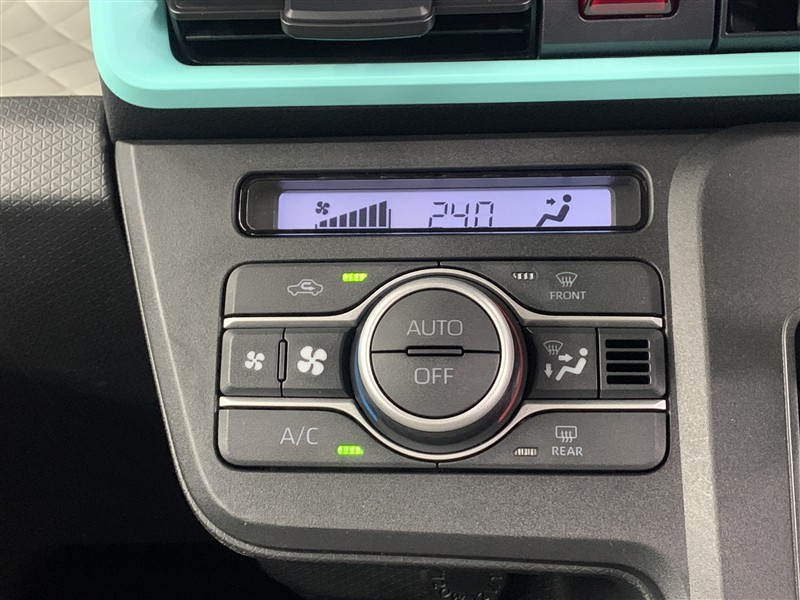 24.0
FRONT
AUTO
OFF
A/C
REAR